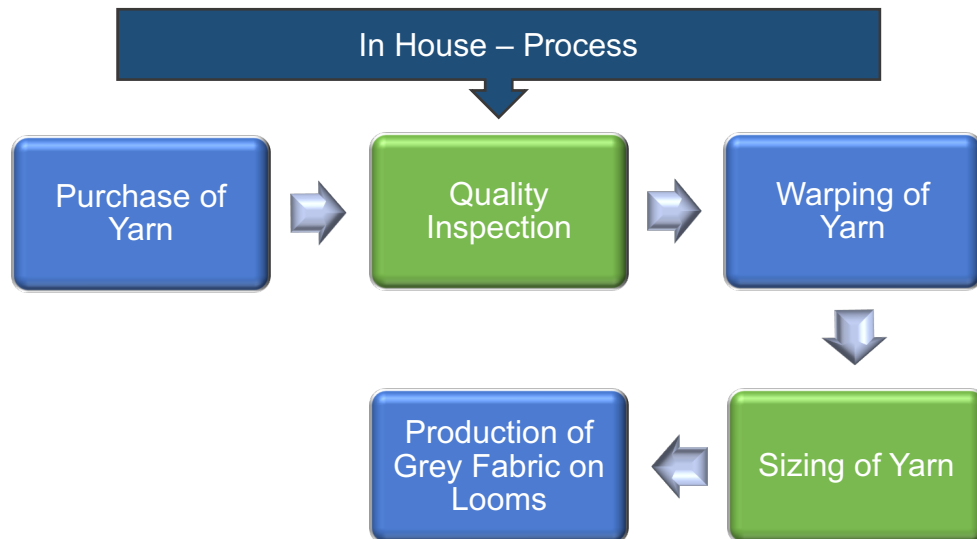 In House – Process
Purchase of
Yarn
Quality
Inspection
Warping of
Yarn
Production of
Grey Fabric on
Looms
Sizing of Yarn